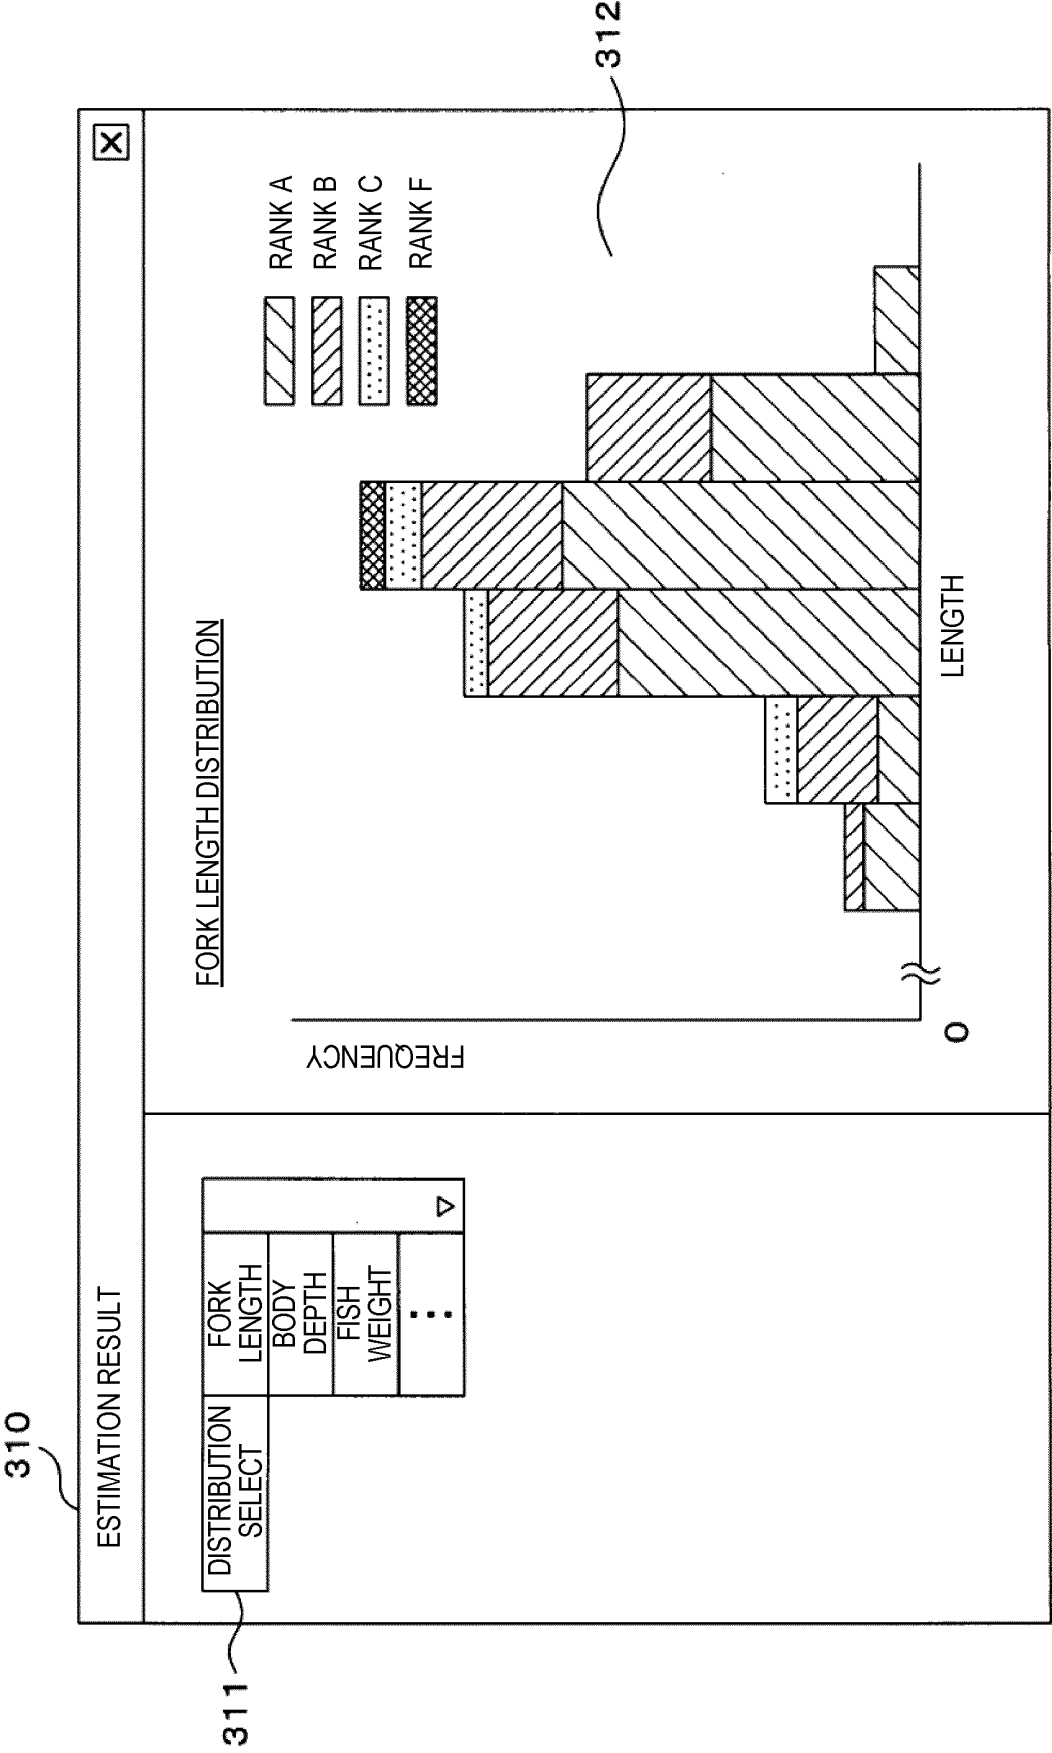 310
ESTIMATION RESULT
X
311
DISTRIBUTION
SELECT
FORK
LENGTH
BODY
DEPTH
FISH
WEIGHT
⋮
FORK LENGTH DISTRIBUTION
RANK A
RANK B
RANK C
RANK F
312
FREQUENCY
0
LENGTH